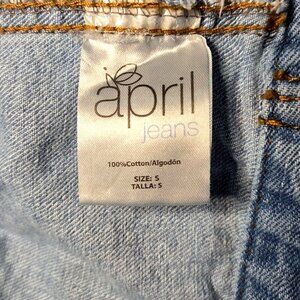 april
jeans
100%Cotton/Algodón
SIZE: S
TALLA: S